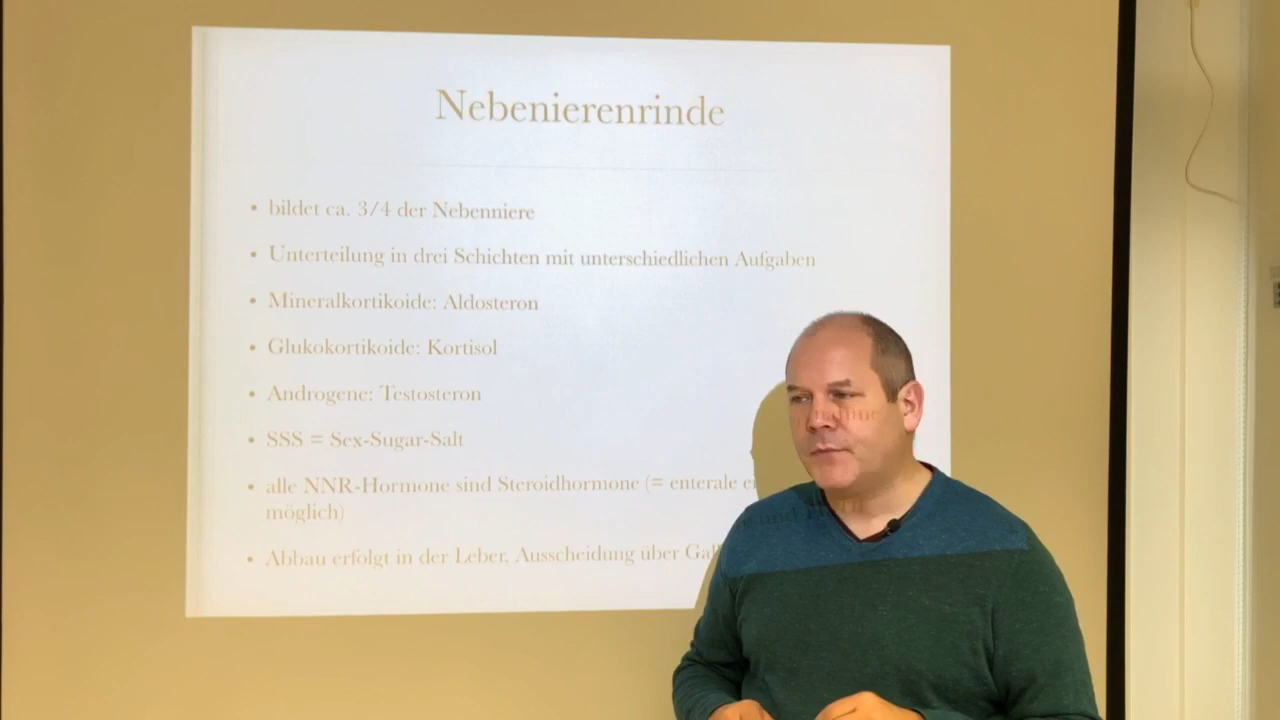 Nebenierenrinde
• bildet ca. 3/4 der Nebenniere
• Unterteilung in drei Schichten mit unterschiedlichen Aufgaben
• Mineralkortikoide: Aldosteron
• Glukokortikoide: Kortisol
• Androgene: Testosteron
• SSS = Sex-Sugar-Salt
• alle NNR-Hormone sind Steroidhormone (= enterale
möglich)
• Abbau erfolgt in der Leber, Ausscheidung über